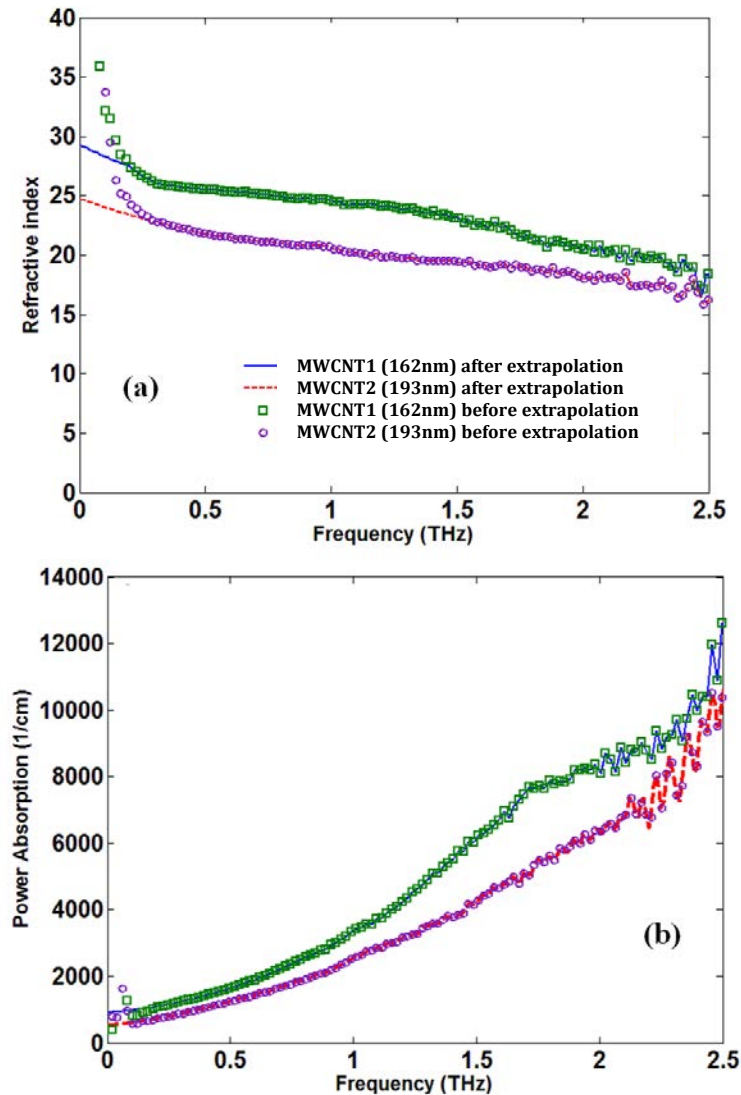 40
35
30
25
20
15
10
5
0
Refractive index
(a)
MWCNT1 (162nm) after extrapolation
MWCNT2 (193nm) after extrapolation
MWCNT1 (162nm) before extrapolation
MWCNT2 (193nm) before extrapolation
0 0.5 1 1.5 2 2.5
Frequency (THz)
14000
12000
10000
8000
6000
4000
2000
0
Power Absorption (1/cm)
(b)
0 0.5 1 1.5 2 2.5
Frequency (THz)